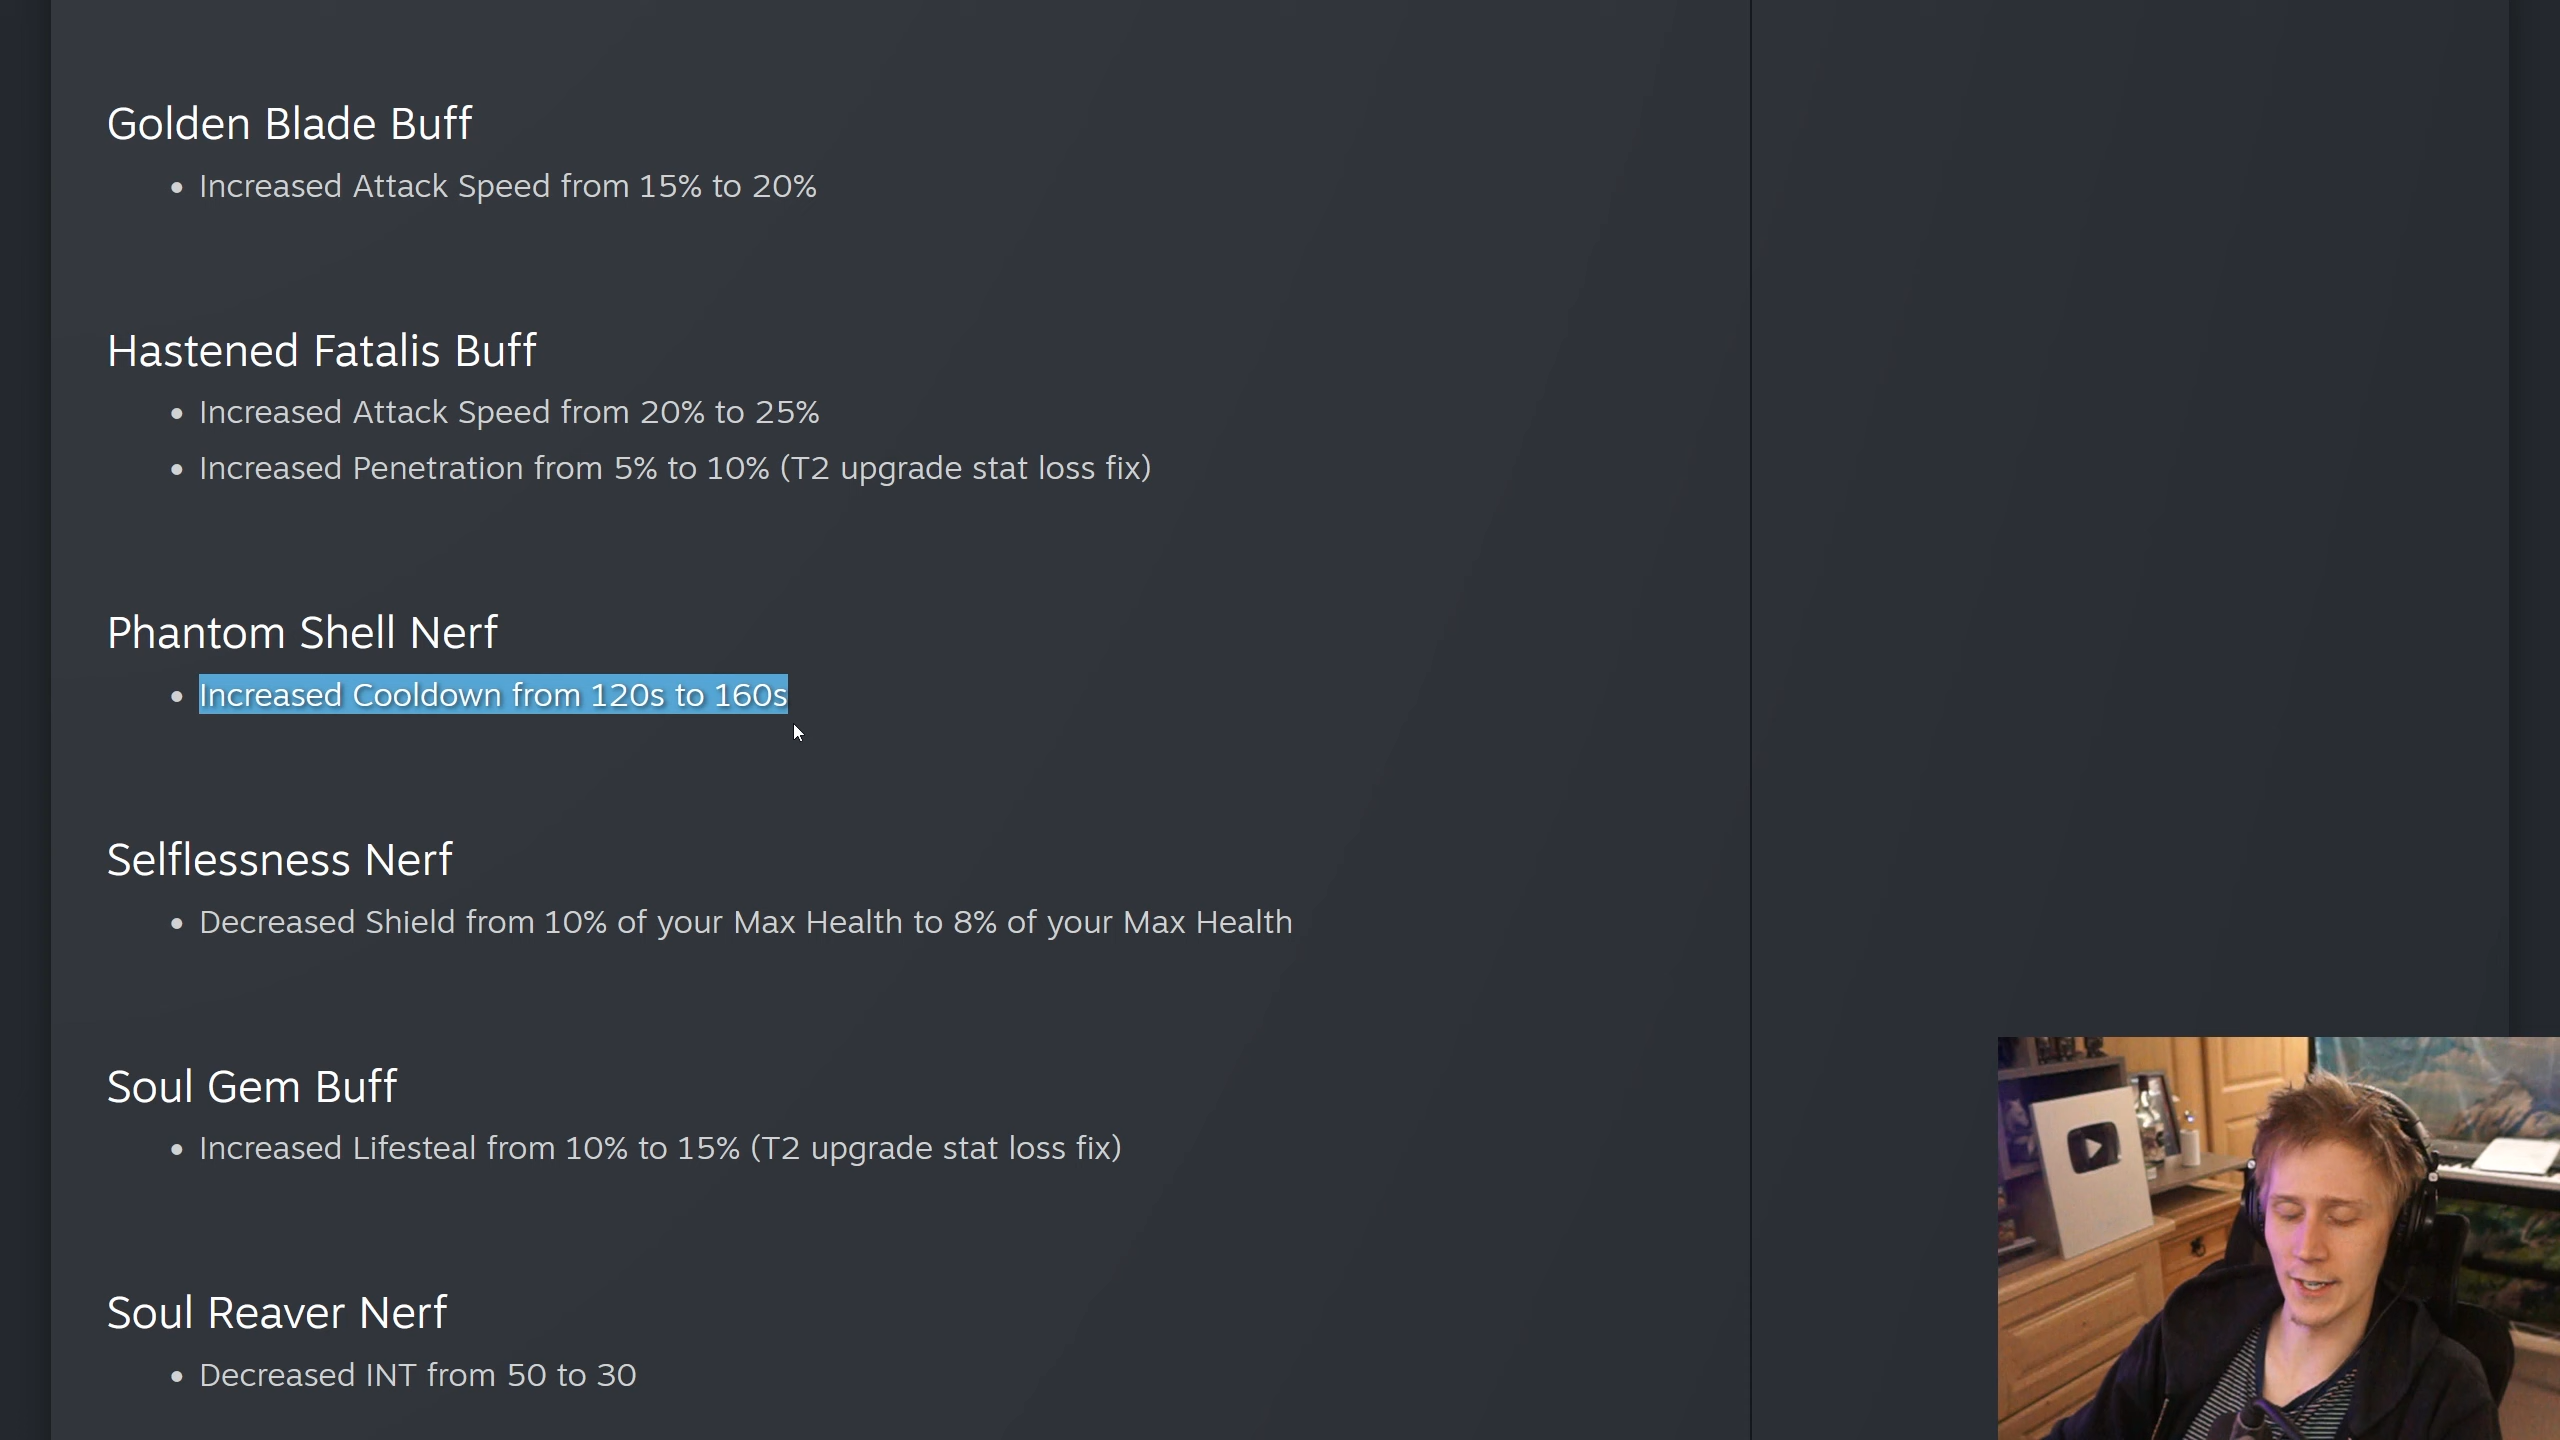 Golden Blade Buff
• Increased Attack Speed from 15% to 20%
Hastened Fatalis Buff
• Increased Attack Speed from 20% to 25%
• Increased Penetration from 5% to 10% (T2 upgrade stat loss fix)
Phantom Shell Nerf
• Increased Cooldown from 120s to 160s
Selflessness Nerf
• Decreased Shield from 10% of your Max Health to 8% of your Max Health
Soul Gem Buff
• Increased Lifesteal from 10% to 15% (T2 upgrade stat loss fix)
Soul Reaver Nerf
• Decreased INT from 50 to 30